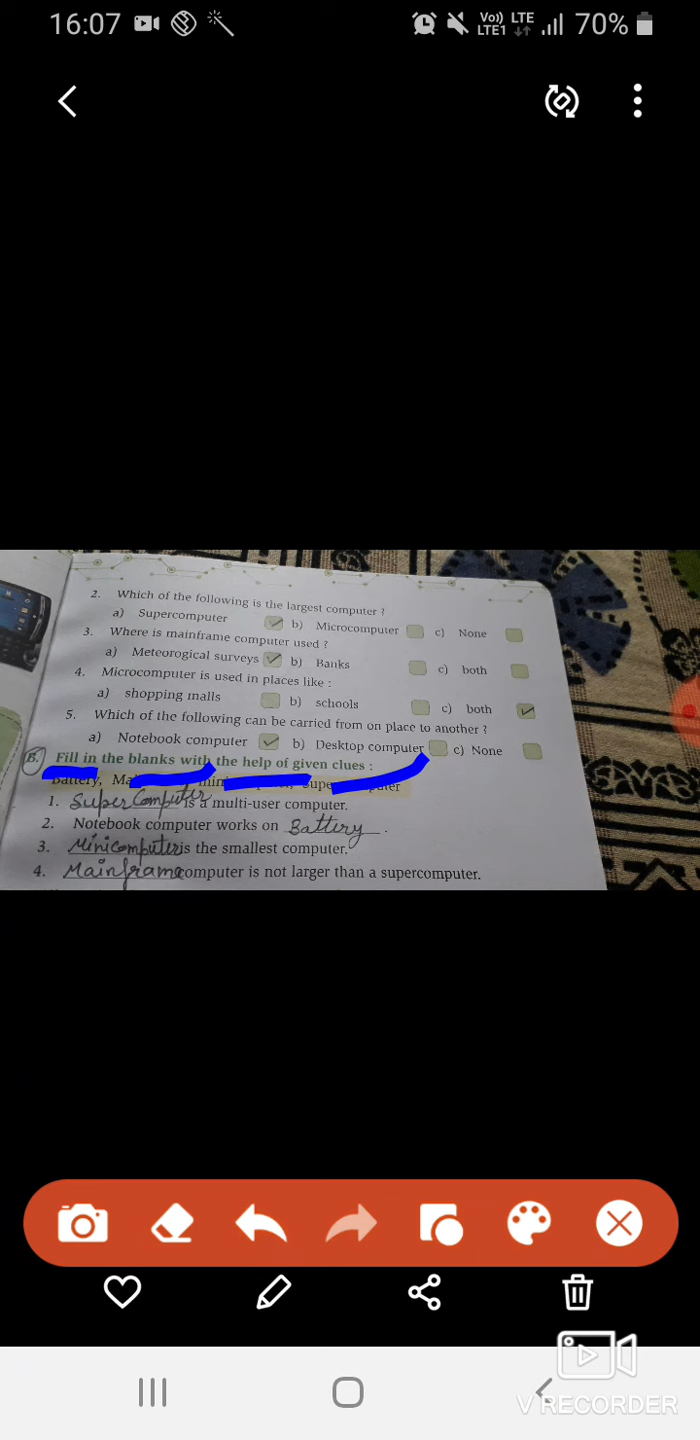 16:07 Vo)) LTE LTE1 70%
2. Which of the following is the largest computer ?
a) Supercomputer b) Microcomputer c) None
3. Where is mainframe computer used ?
a) Meteorogical surveys b) Banks c) both
4. Microcomputer is used in places like :
a) shopping malls b) schools c) both
5. Which of the following can be carried from on place to another ?
a) Notebook computer b) Desktop computer c) None
B. Fill in the blanks with the help of given clues :
Battery,
1. Super Computer is a multi-user computer.
2. Notebook computer works on Battery.
3. Minicomputer is the smallest computer.
4. Mainframe computer is not larger than a supercomputer.
V RECORDER